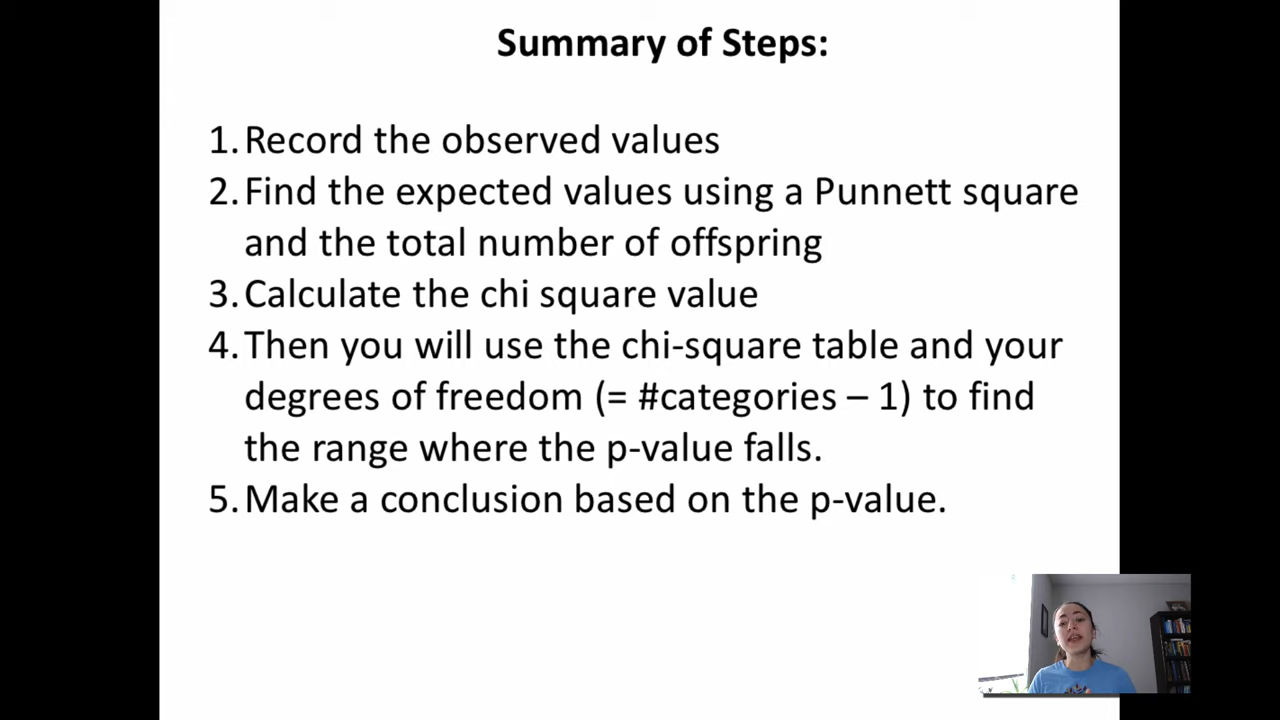 Summary of Steps:
1. Record the observed values
2. Find the expected values using a Punnett square
and the total number of offspring
3. Calculate the chi square value
4. Then you will use the chi-square table and your
degrees of freedom (= #categories – 1) to find
the range where the p-value falls.
5. Make a conclusion based on the p-value.